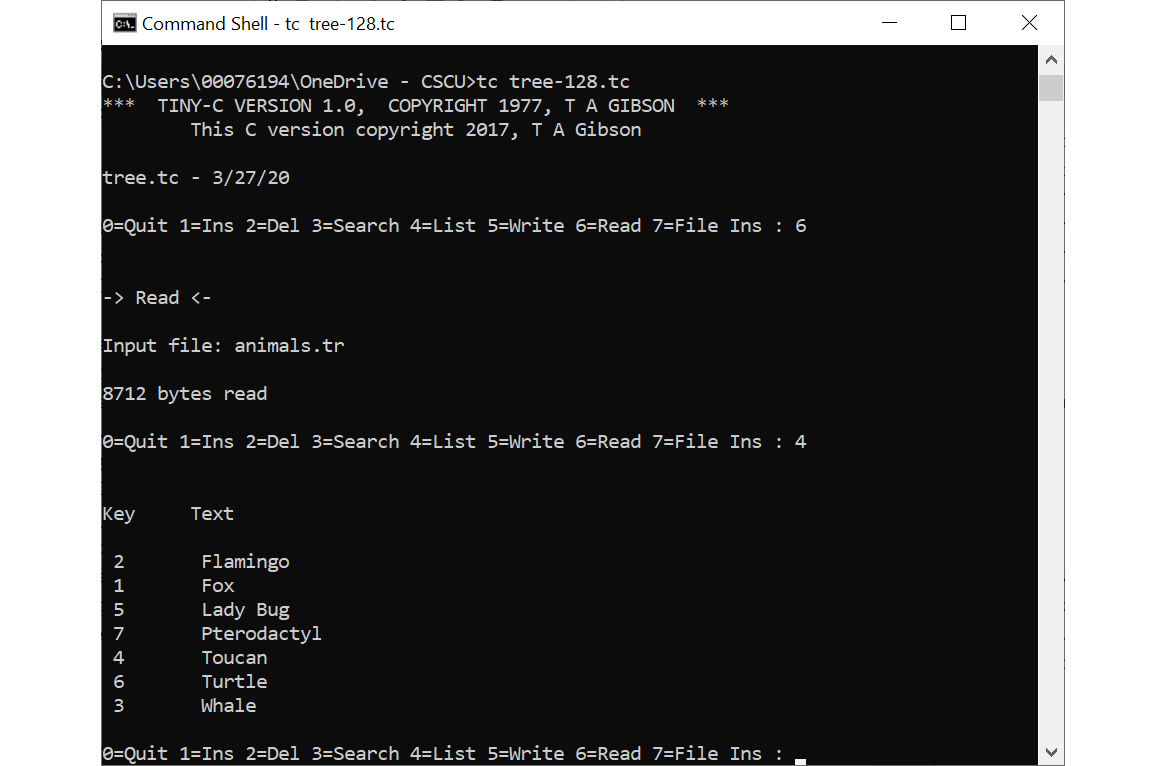 Command Shell - tc  tree-128.tc
C:\Users\00076194\OneDrive - CSCU>tc tree-128.tc
***  TINY-C VERSION 1.0,  COPYRIGHT 1977, T A GIBSON  ***
        This C version copyright 2017, T A Gibson
tree.tc - 3/27/20
0=Quit 1=Ins 2=Del 3=Search 4=List 5=Write 6=Read 7=File Ins : 6
-> Read <-
Input file: animals.tr
8712 bytes read
0=Quit 1=Ins 2=Del 3=Search 4=List 5=Write 6=Read 7=File Ins : 4
Key     Text
 2       Flamingo
 1       Fox
 5       Lady Bug
 7       Pterodactyl
 4       Toucan
 6       Turtle
 3       Whale
0=Quit 1=Ins 2=Del 3=Search 4=List 5=Write 6=Read 7=File Ins :